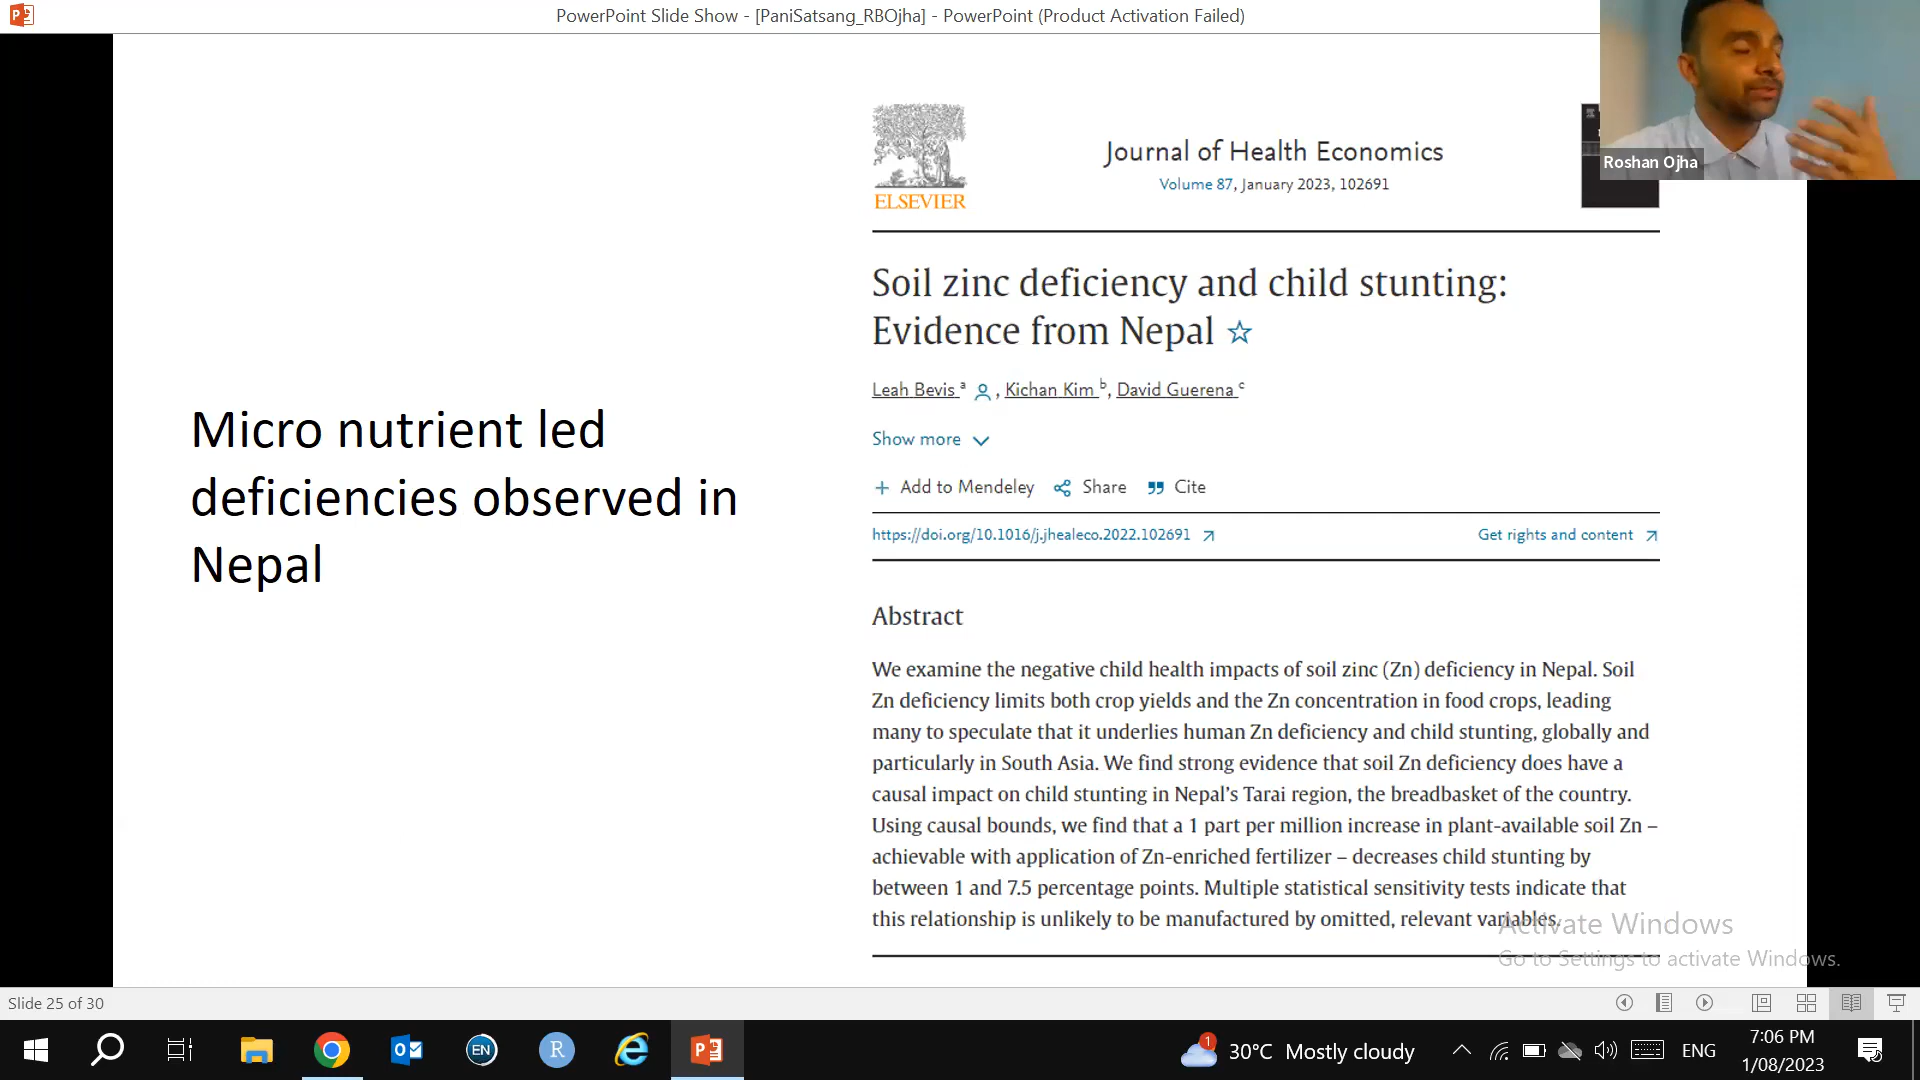 PowerPoint Slide Show - [PaniSatsang_RBOjha] - PowerPoint (Product Activation Failed)
Roshan Ojha
ELSEVIER
Journal of Health Economics
Volume 87, January 2023, 102691
Soil zinc deficiency and child stunting:
Evidence from Nepal ☆
Leah Bevis a, Kichan Kim b, David Guerena c
Show more
+ Add to Mendeley Share Cite
https://doi.org/10.1016/j.jhealeco.2022.102691
Get rights and content
Micro nutrient led
deficiencies observed in
Nepal
Abstract
We examine the negative child health impacts of soil zinc (Zn) deficiency in Nepal. Soil
Zn deficiency limits both crop yields and the Zn concentration in food crops, leading
many to speculate that it underlies human Zn deficiency and child stunting, globally and
particularly in South Asia. We find strong evidence that soil Zn deficiency does have a
causal impact on child stunting in Nepal's Tarai region, the breadbasket of the country.
Using causal bounds, we find that a 1 part per million increase in plant-available soil Zn –
achievable with application of Zn-enriched fertilizer – decreases child stunting by
between 1 and 7.5 percentage points. Multiple statistical sensitivity tests indicate that
this relationship is unlikely to be manufactured by omitted, relevant variables.
Activate Windows
Go to Settings to activate Windows.
Slide 25 of 30
EN
R
1
30°C Mostly cloudy
ENG
7:06 PM
1/08/2023